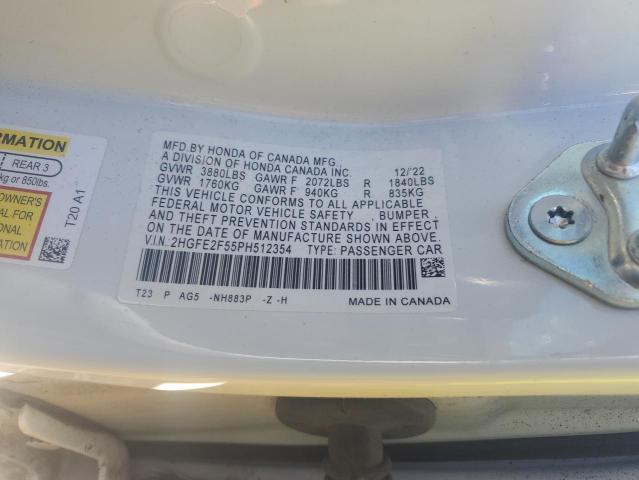 MFD.BY HONDA OF CANADA MFG.
A DIVISION OF HONDA CANADA INC. 12/'22
GVWR 3880LBS GAWR F 2072LBS R 1840LBS
GVWR 1760KG GAWR F 940KG R 835KG
THIS VEHICLE CONFORMS TO ALL APPLICABLE
FEDERAL MOTOR VEHICLE SAFETY, BUMPER,
AND THEFT PREVENTION STANDARDS IN EFFECT
ON THE DATE OF MANUFACTURE SHOWN ABOVE.
V.I.N. 2HGFE2F55PH512354 TYPE: PASSENGER CAR
T23 P AG5 -NH883P -Z -H MADE IN CANADA
REAR 3
kg or 850lbs.
OWNER'S
AL FOR
TIONAL
T20 A1